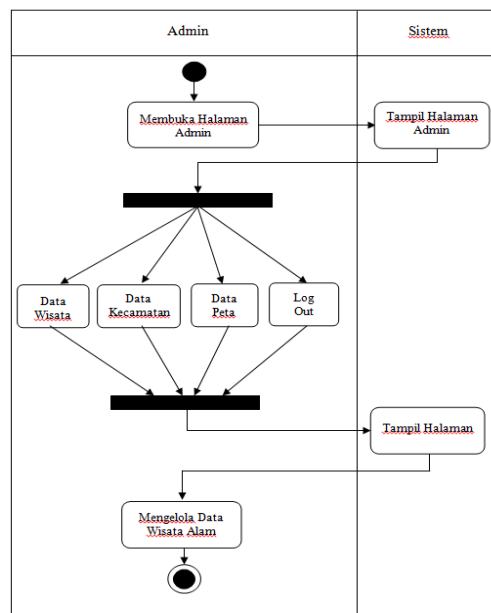 Admin
Sistem
Membuka Halaman
Admin
Tampil Halaman
Admin
Data
Wisata
Data
Kecamatan
Data
Peta
Log
Out
Tampil Halaman
Mengelola Data
Wisata Alam